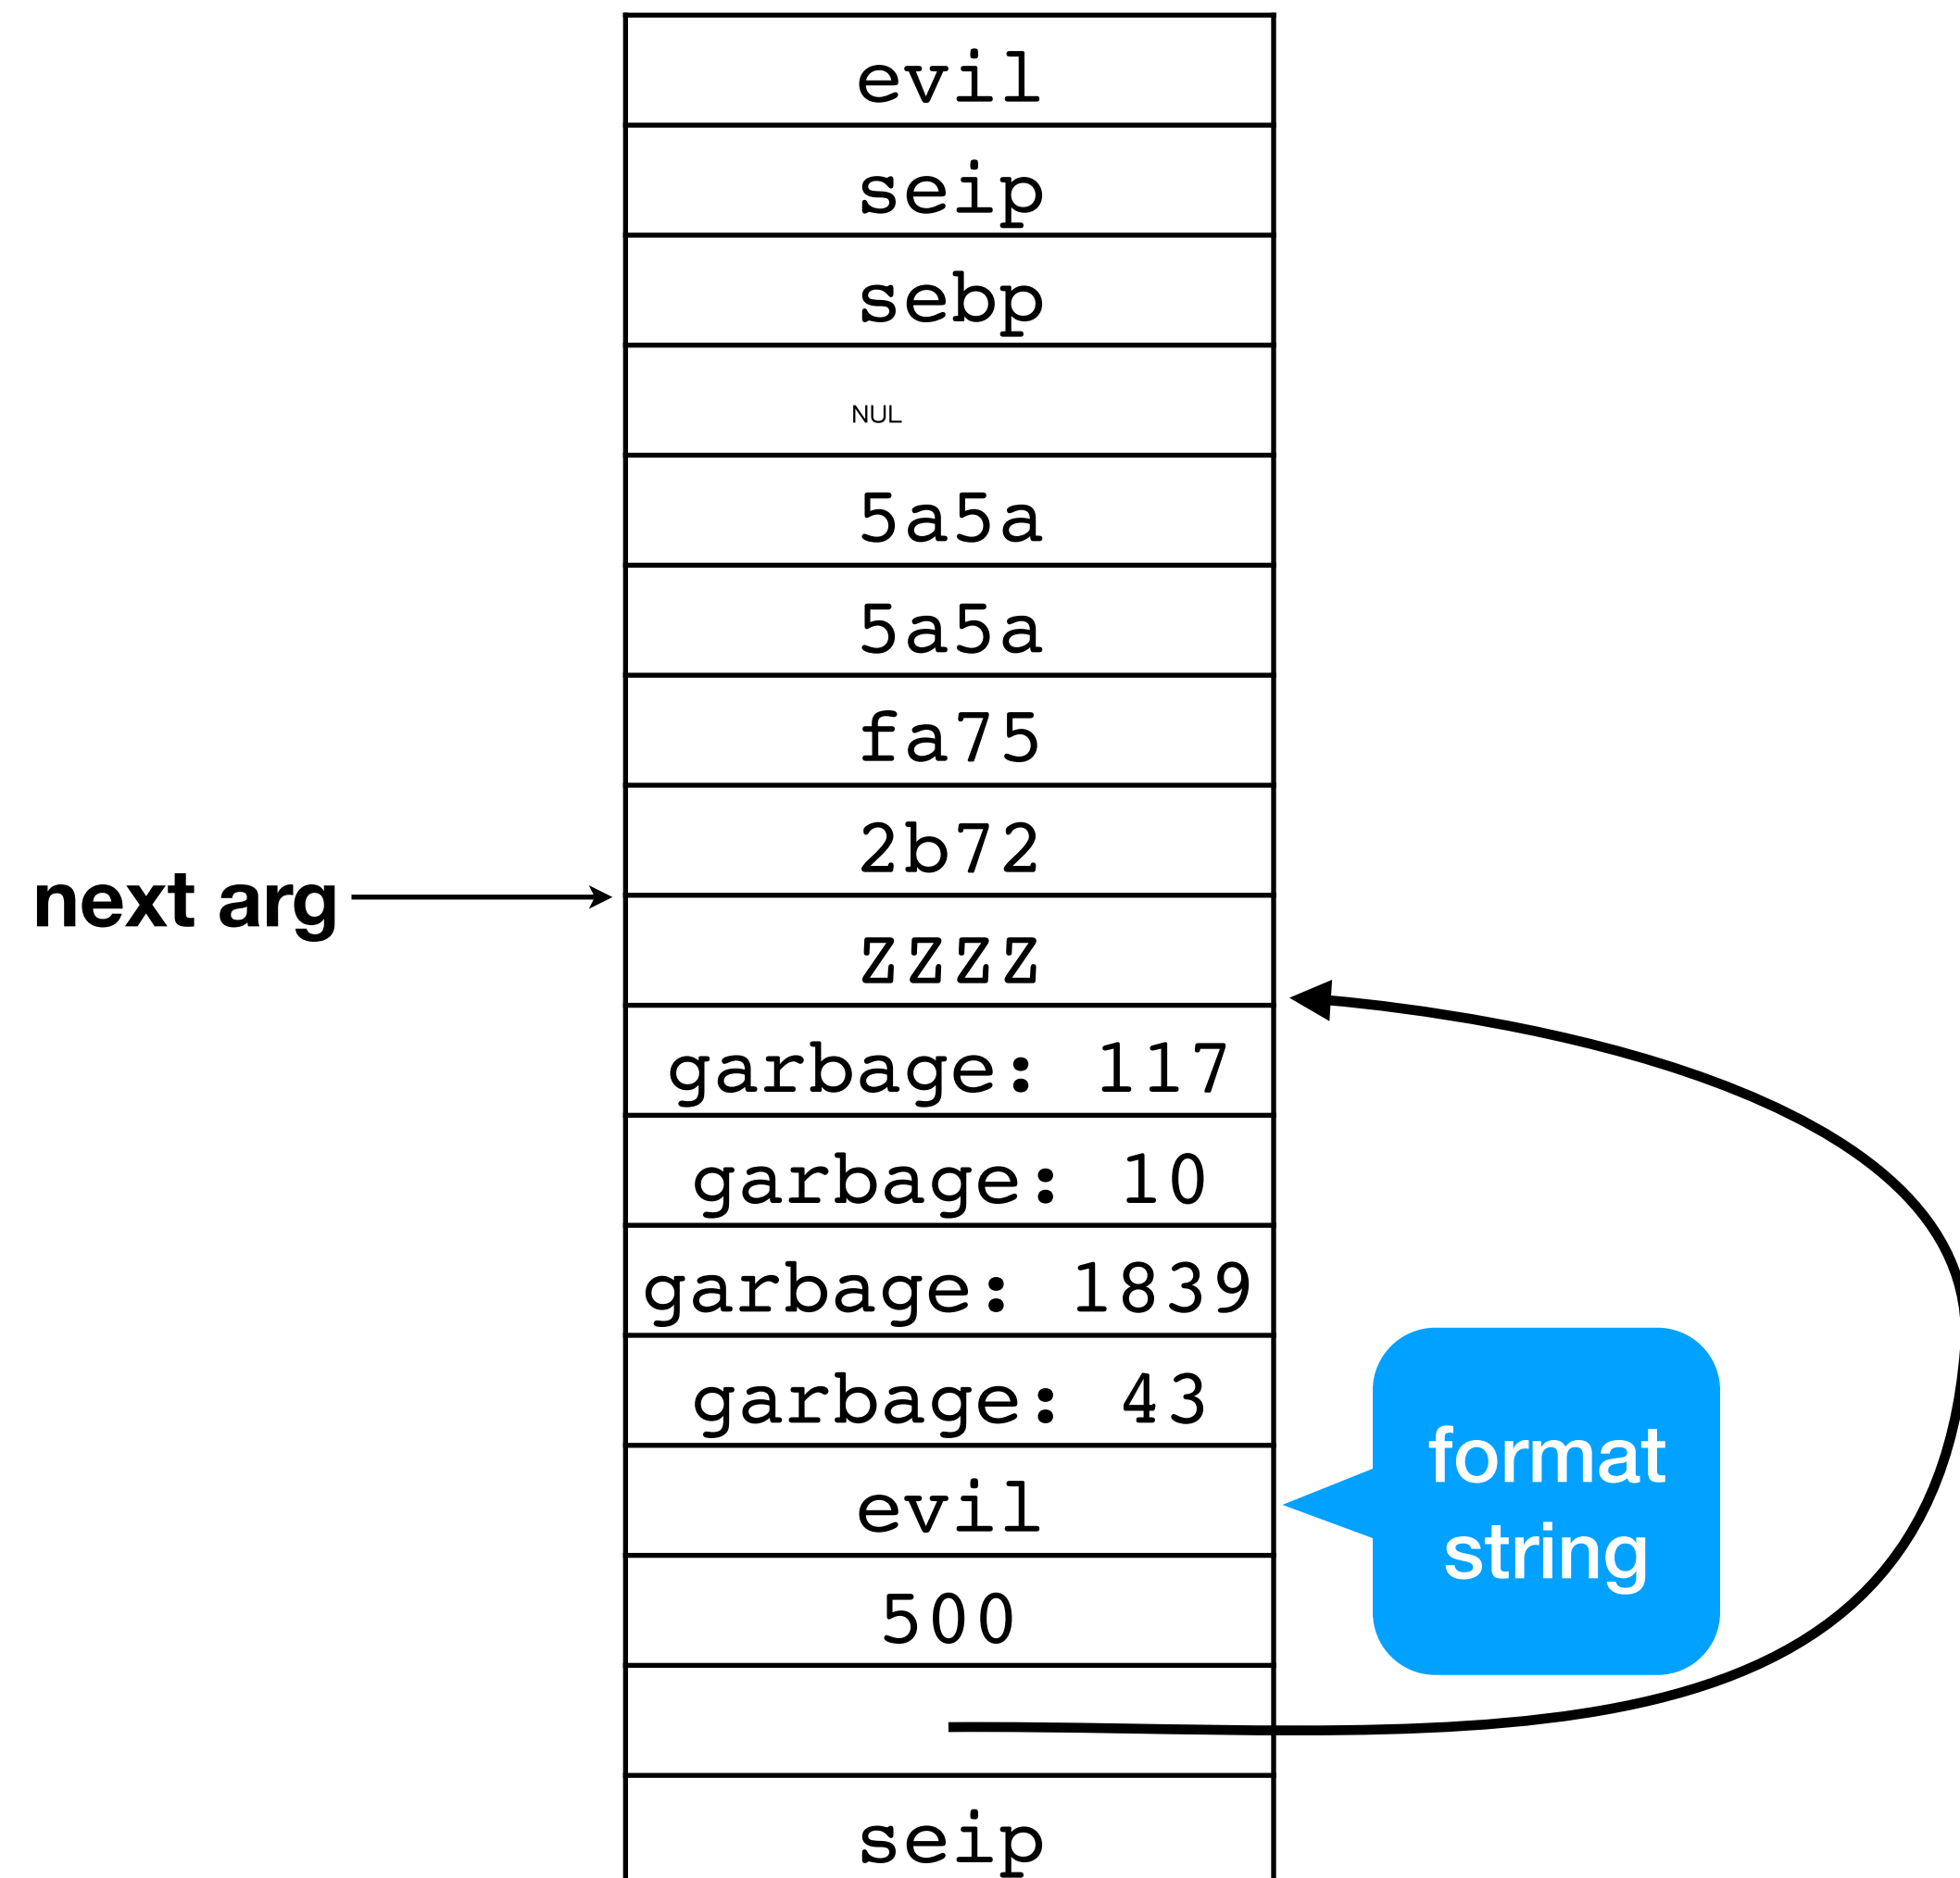 evil
seip
sebp
NUL
5a5a
5a5a
fa75
2b72
next arg
zzzz
garbage: 117
garbage: 10
garbage: 1839
garbage: 43
evil
format
string
500
seip